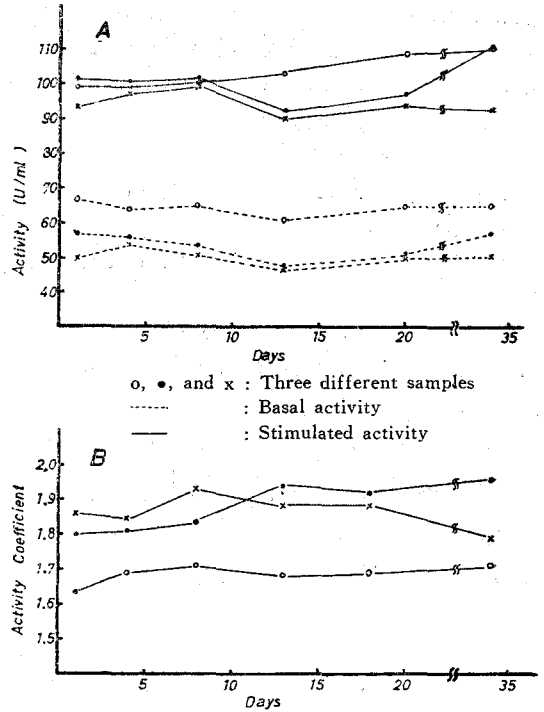 A
110
100
90
80
70
60
50
40
Activity (U/ml)
5 10 15 20 35
Days
o, •, and x : Three different samples
------ : Basal activity
—— : Stimulated activity
B
2,0
1.9
1.8
1.7
1.6
1.5
Activity Coefficient
5 10 15 20 35
Days